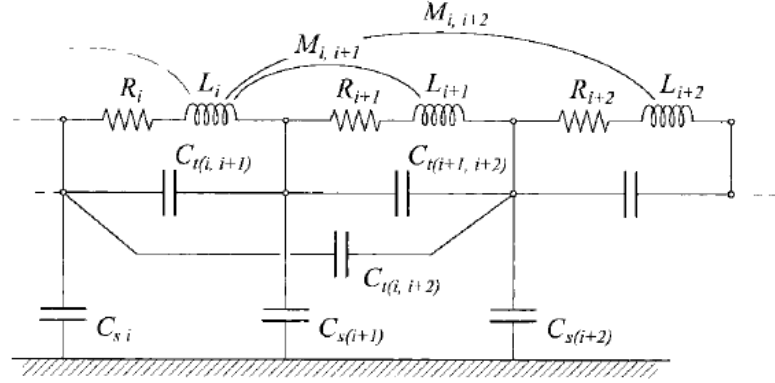 M_{i, i+2}
M_{i, i+1}
R_i L_i R_{i+1} L_{i+1} R_{i+2} L_{i+2}
C_{t(i, i+1)} C_{t(i+1, i+2)}
C_{t(i, i+2)}
C_{s i} C_{s(i+1)} C_{s(i+2)}